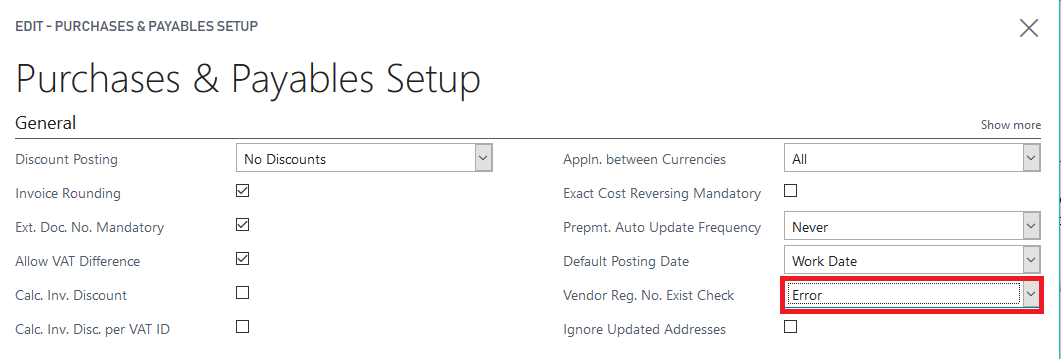 EDIT - PURCHASES & PAYABLES SETUP
Purchases & Payables Setup
General
Show more
Discount Posting
No Discounts
Invoice Rounding
Ext. Doc. No. Mandatory
Allow VAT Difference
Calc. Inv. Discount
Calc. Inv. Disc. per VAT ID
Appln. between Currencies
All
Exact Cost Reversing Mandatory
Prepmt. Auto Update Frequency
Never
Default Posting Date
Work Date
Vendor Reg. No. Exist Check
Error
Ignore Updated Addresses